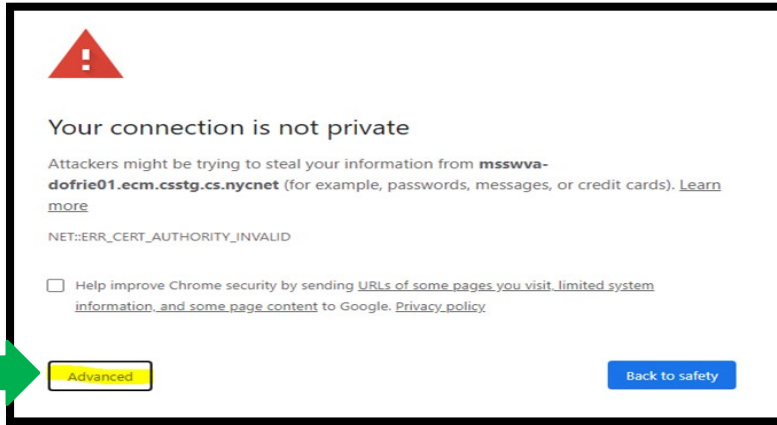 Your connection is not private
Attackers might be trying to steal your information from msswva-
dofrie01.ecm.csstg.cs.nycnet (for example, passwords, messages, or credit cards). Learn
more
NET::ERR_CERT_AUTHORITY_INVALID
Help improve Chrome security by sending URLs of some pages you visit, limited system
information, and some page content to Google. Privacy policy
Advanced
Back to safety